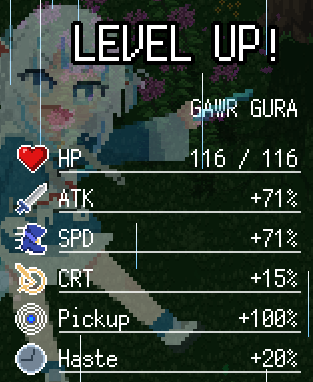 LEVEL UP!
GAWR GURA
HP 116 / 116
ATK +71%
SPD +71%
CRT +15%
Pickup +100%
Haste +20%